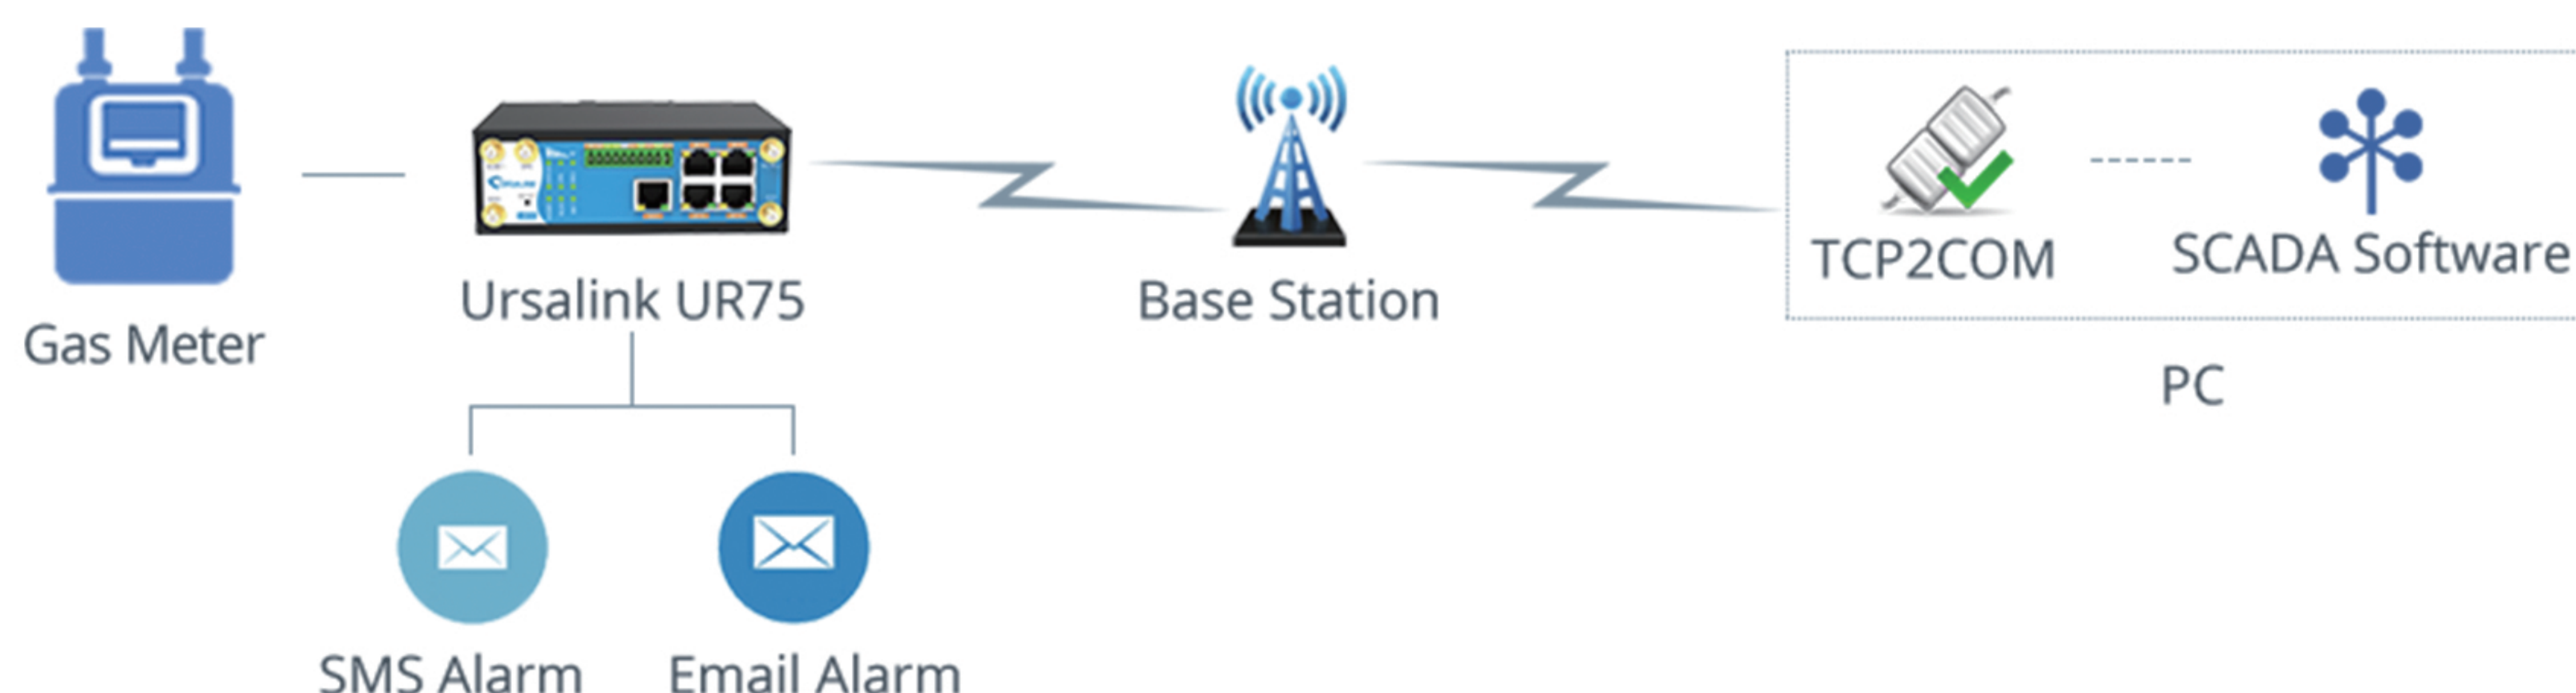 TCP2COM
SCADA Software
Ursalink UR75
Base Station
Gas Meter
PC
SMS Alarm
Email Alarm